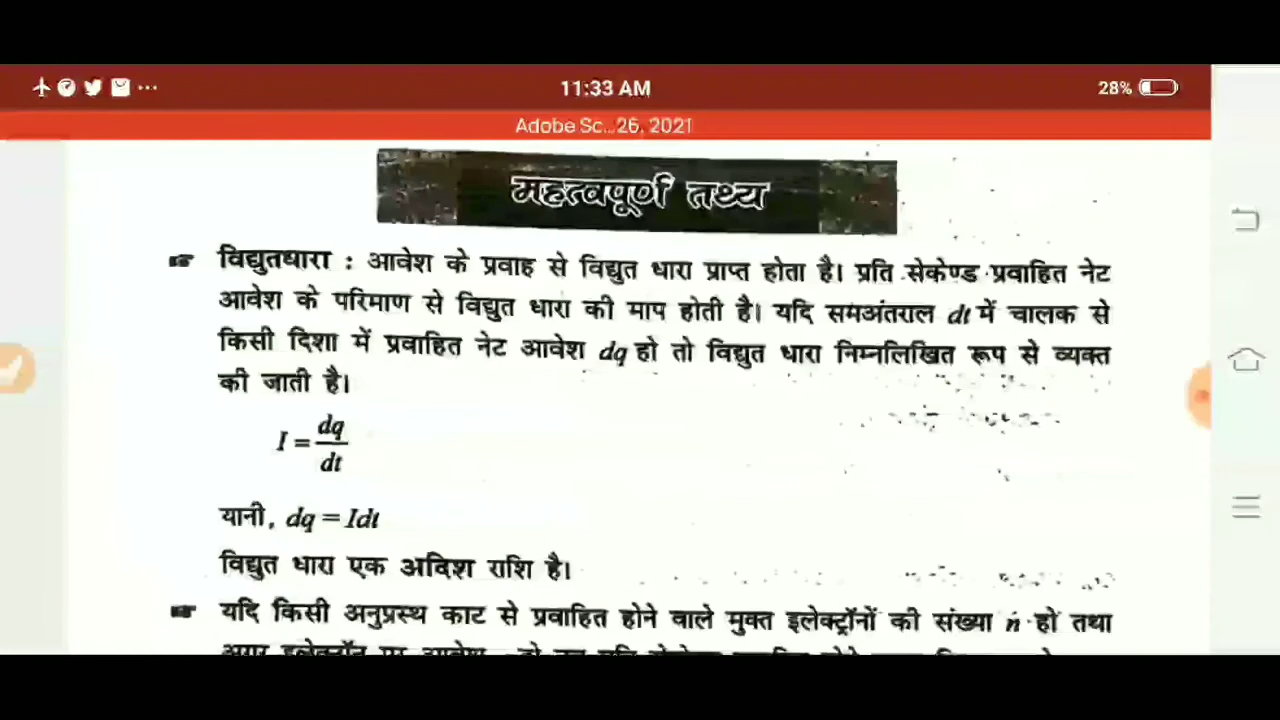 11:33 AM
28%
Adobe Sc...26, 2021
महत्वपूर्ण तथ्य
☞ विद्युतधारा : आवेश के प्रवाह से विद्युत धारा प्राप्त होता है। प्रति सेकेण्ड प्रवाहित नेट
आवेश के परिमाण से विद्युत धारा की माप होती है। यदि समअंतराल dt में चालक से
किसी दिशा में प्रवाहित नेट आवेश dq हो तो विद्युत धारा निम्नलिखित रूप से व्यक्त
की जाती है।
I = dq/dt
यानी, dq = Idt
विद्युत धारा एक अदिश राशि है।
☞ यदि किसी अनुप्रस्थ काट से प्रवाहित होने वाले मुक्त इलेक्ट्रॉनों की संख्या n हो तथा